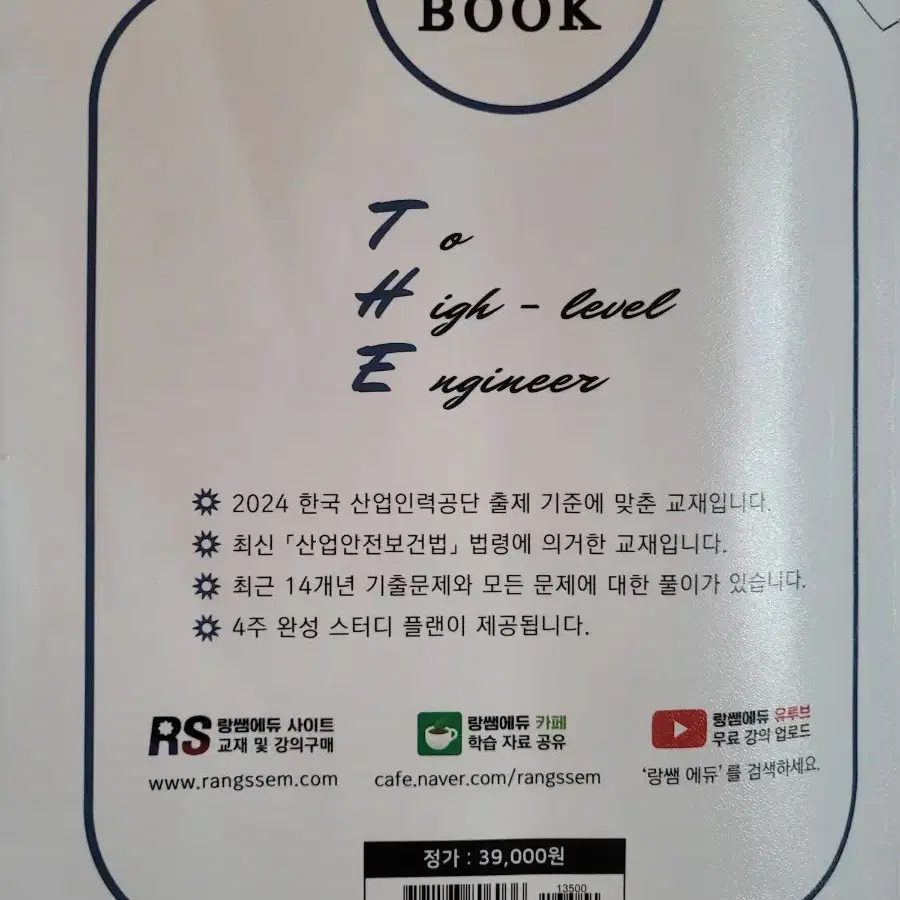 BOOK
To
High - level
Engineer
2024 한국 산업인력공단 출제 기준에 맞춘 교재입니다.
최신 「산업안전보건법」 법령에 의거한 교재입니다.
최근 14개년 기출문제와 모든 문제에 대한 풀이가 있습니다.
4주 완성 스터디 플랜이 제공됩니다.
RS 랑쌤에듀 사이트
교재 및 강의구매
www.rangssem.com
랑쌤에듀 카페
학습 자료 공유
cafe.naver.com/rangssem
랑쌤에듀 유투브
무료 강의 업로드
'랑쌤 에듀'를 검색하세요.
정가 : 39,000원
13500